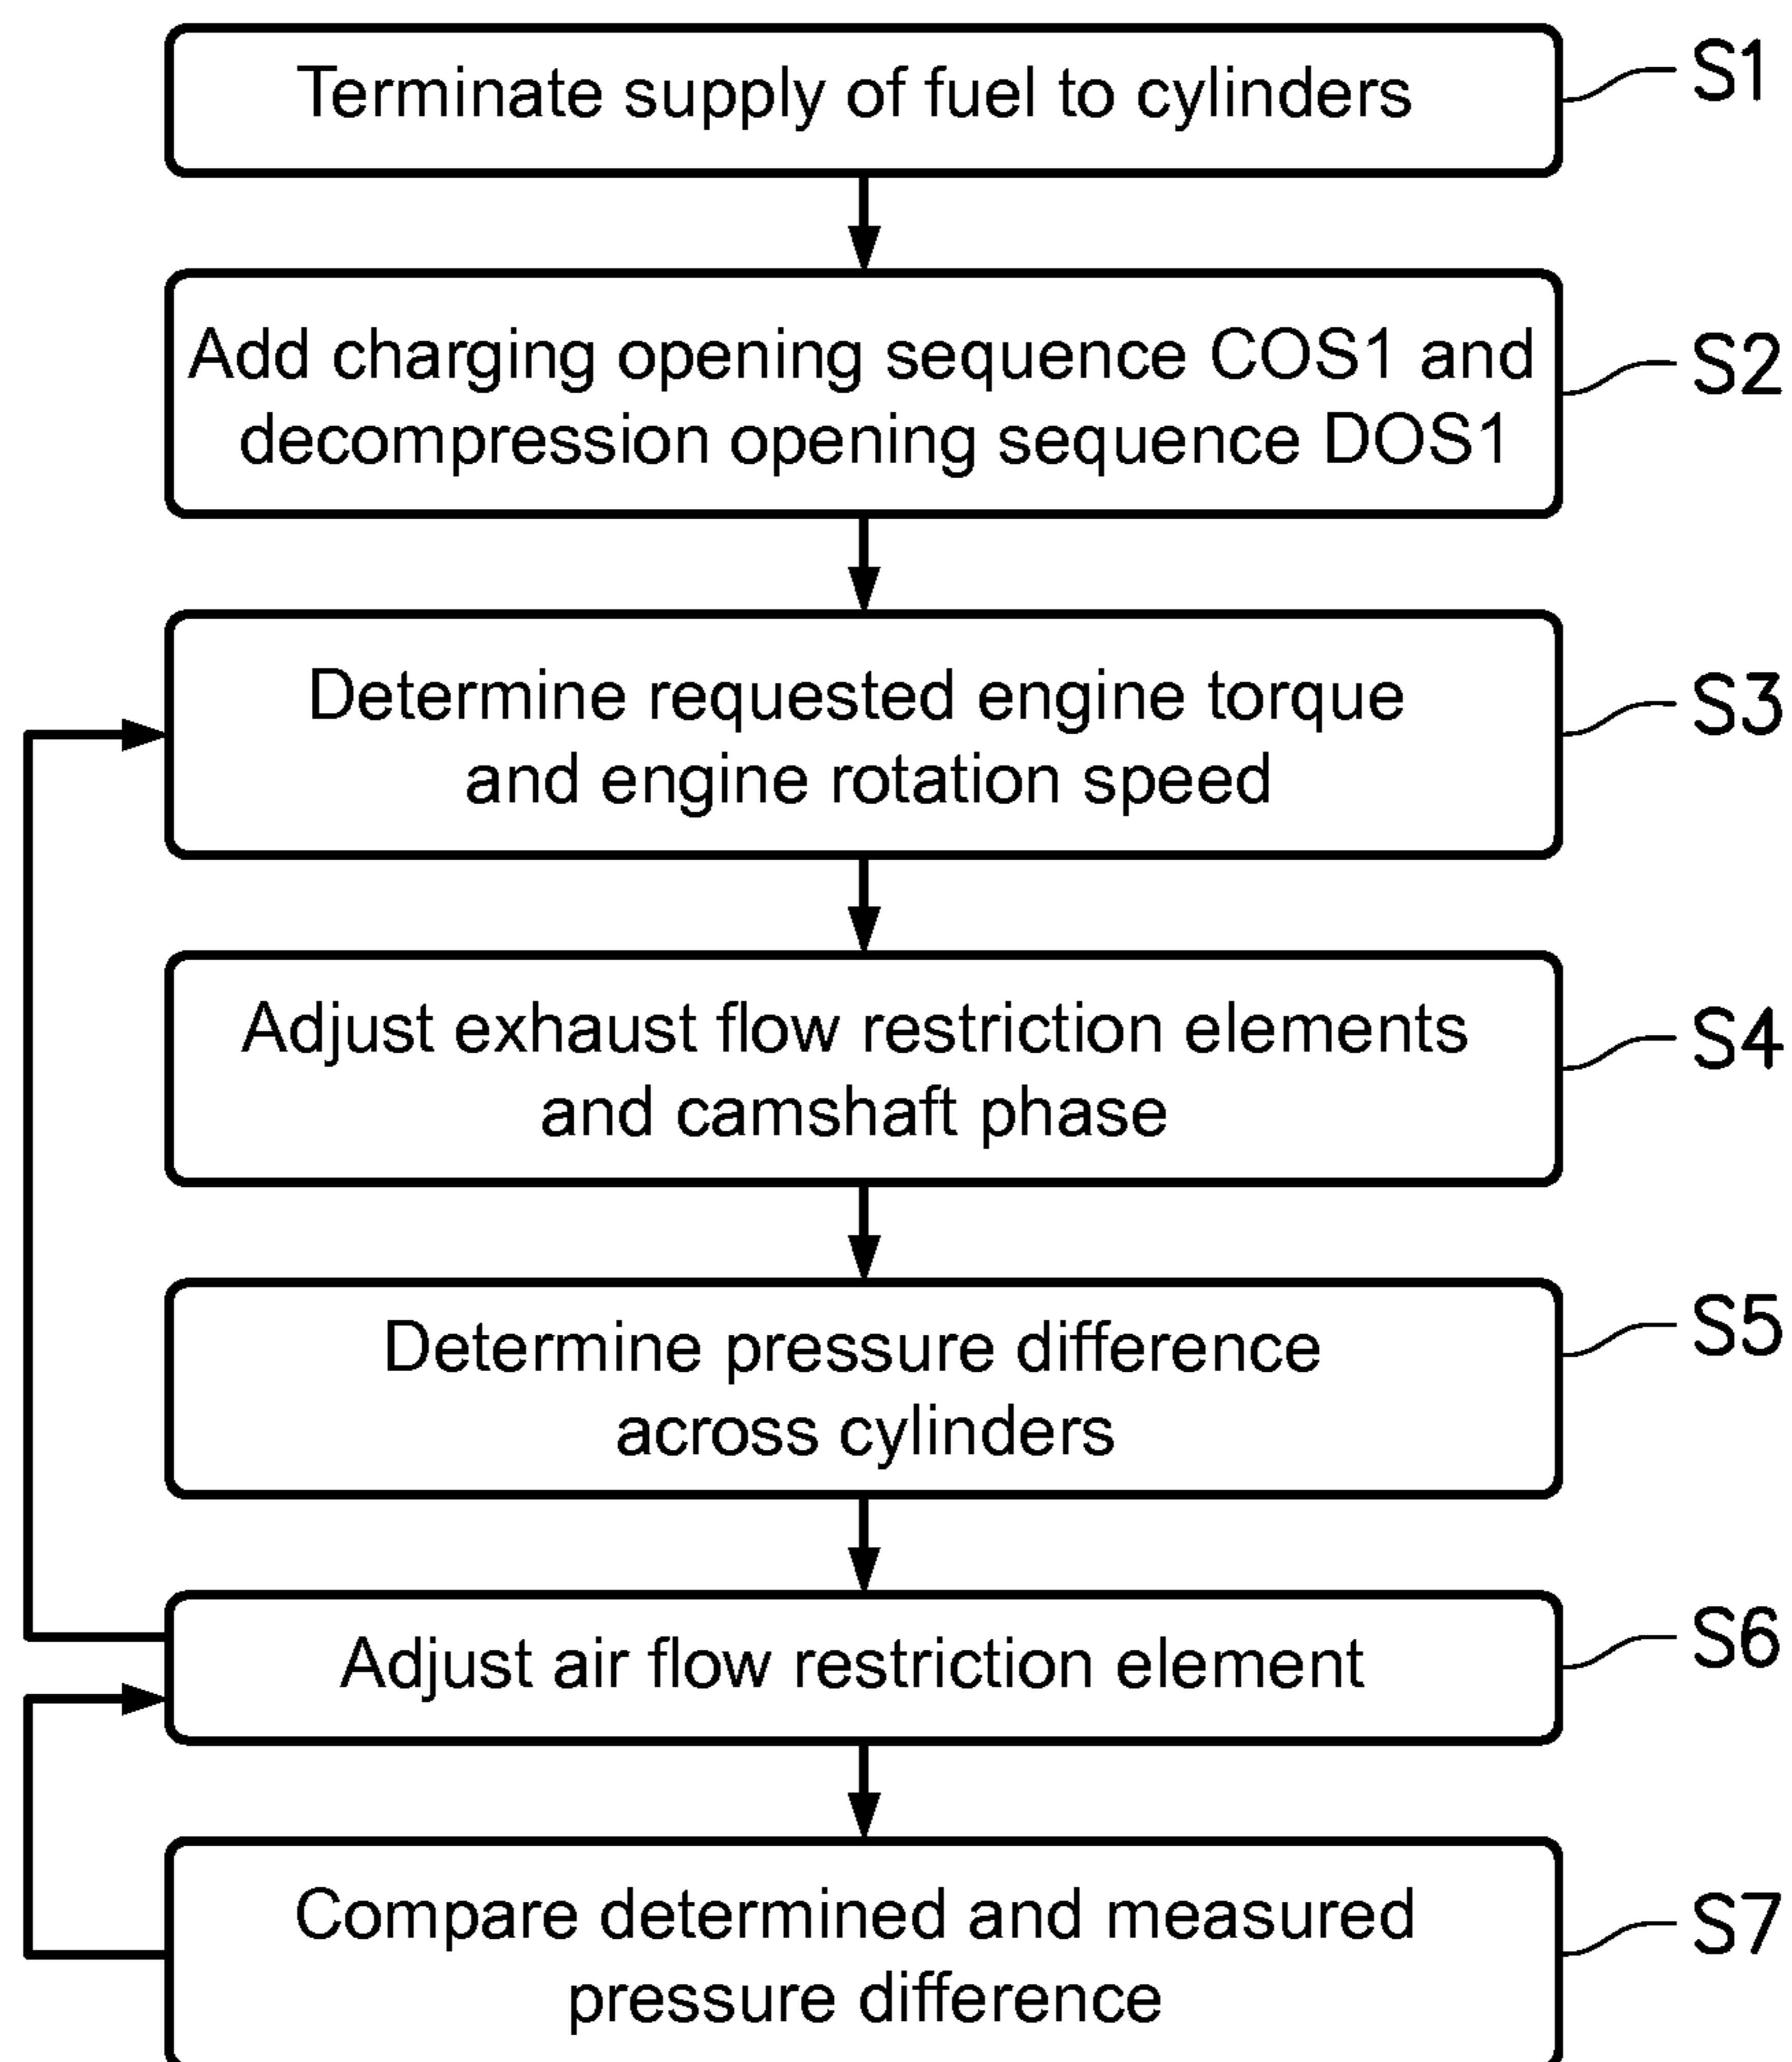 Terminate supply of fuel to cylinders
S1
Add charging opening sequence COS1 and
decompression opening sequence DOS1
S2
Determine requested engine torque
and engine rotation speed
S3
Adjust exhaust flow restriction elements
and camshaft phase
S4
Determine pressure difference
across cylinders
S5
Adjust air flow restriction element
S6
Compare determined and measured
pressure difference
S7